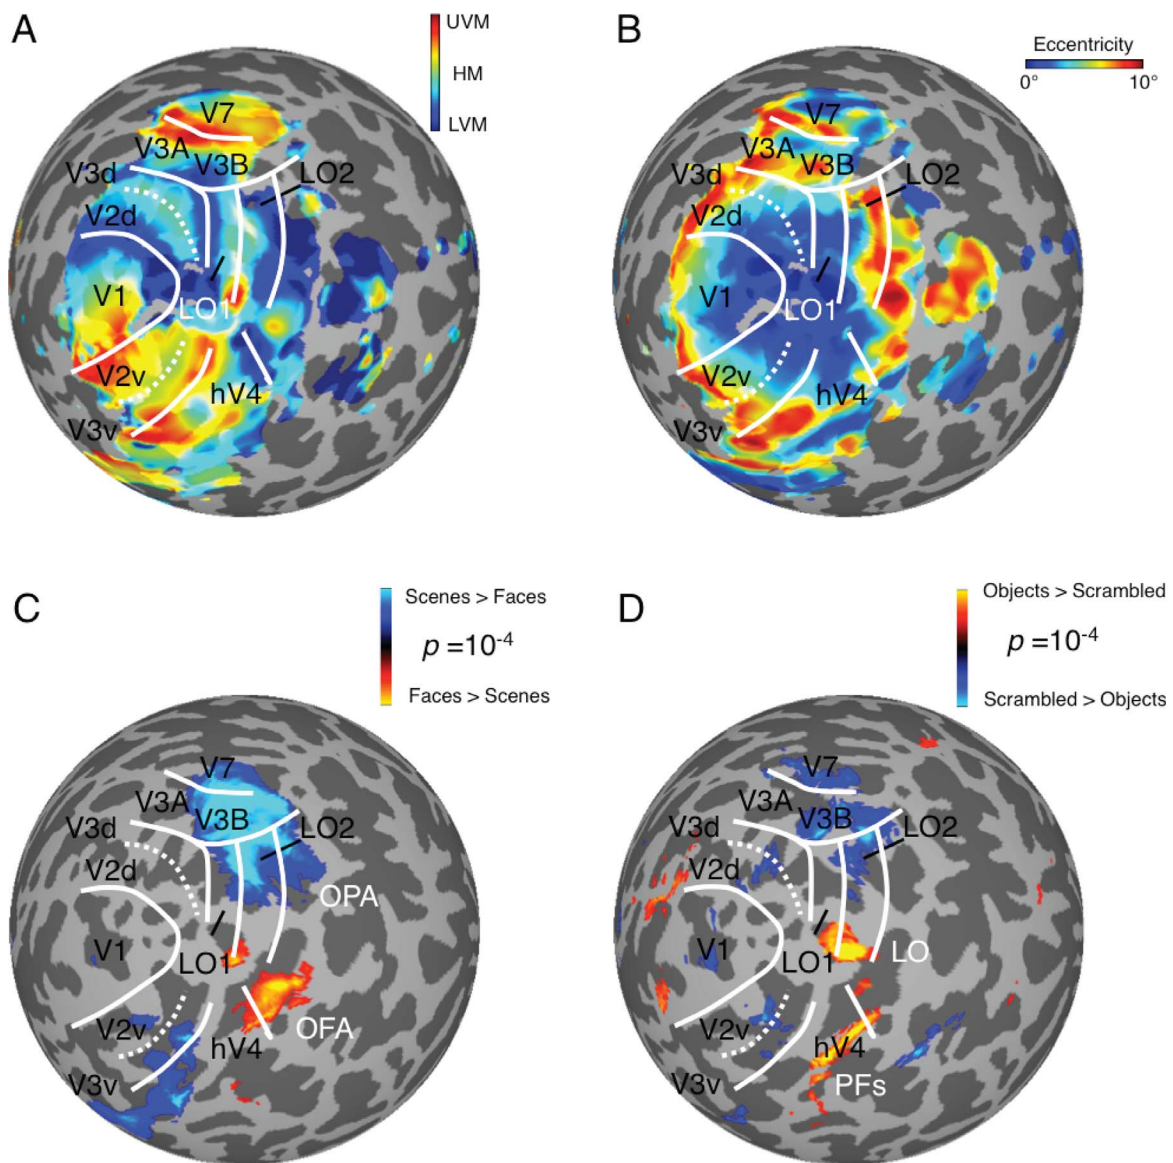 A
UVM
HM
LVM
V7
V3A
V3B
V3d
LO2
V2d
V1
LO1
V2v
hV4
V3v
B
Eccentricity
0°
10°
V7
V3A
V3B
V3d
LO2
V2d
V1
LO1
V2v
hV4
V3v
C
Scenes > Faces
p =10-4
Faces > Scenes
V7
V3A
V3B
V3d
LO2
V2d
OPA
V1
LO1
V2v
OFA
hV4
V3v
D
Objects > Scrambled
p =10-4
Scrambled > Objects
V7
V3A
V3B
V3d
LO2
V2d
V1
LO
LO1
V2v
hV4
V3v
PFs